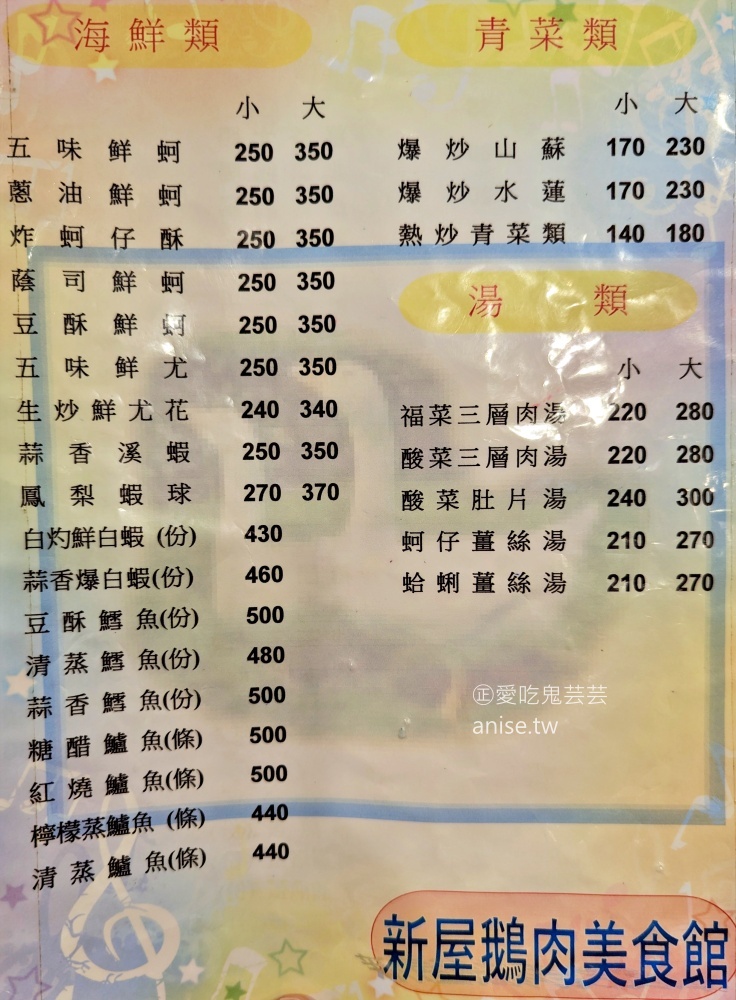 海鮮類
小 大
五味鮮蚵 250 350
蔥油鮮蚵 250 350
炸蚵仔酥 250 350
蔭司鮮蚵 250 350
豆酥鮮蚵 250 350
五味鮮尤 250 350
生炒鮮尤花 240 340
蒜香溪蝦 250 350
鳳梨蝦球 270 370
白灼鮮白蝦(份) 430
蒜香爆白蝦(份) 460
豆酥鱈魚(份) 500
清蒸鱈魚(份) 480
蒜香鱈魚(份) 500
糖醋鱸魚(條) 500
紅燒鱸魚(條) 500
檸檬蒸鱸魚(條) 440
清蒸鱸魚(條) 440
青菜類
小 大
爆炒山蘇 170 230
爆炒水蓮 170 230
熱炒青菜類 140 180
湯類
小 大
福菜三層肉湯 220 280
酸菜三層肉湯 220 280
酸菜肚片湯 240 300
蚵仔薑絲湯 210 270
蛤蜊薑絲湯 210 270
㊣愛吃鬼芸芸
anise.tw
新屋鵝肉美食館